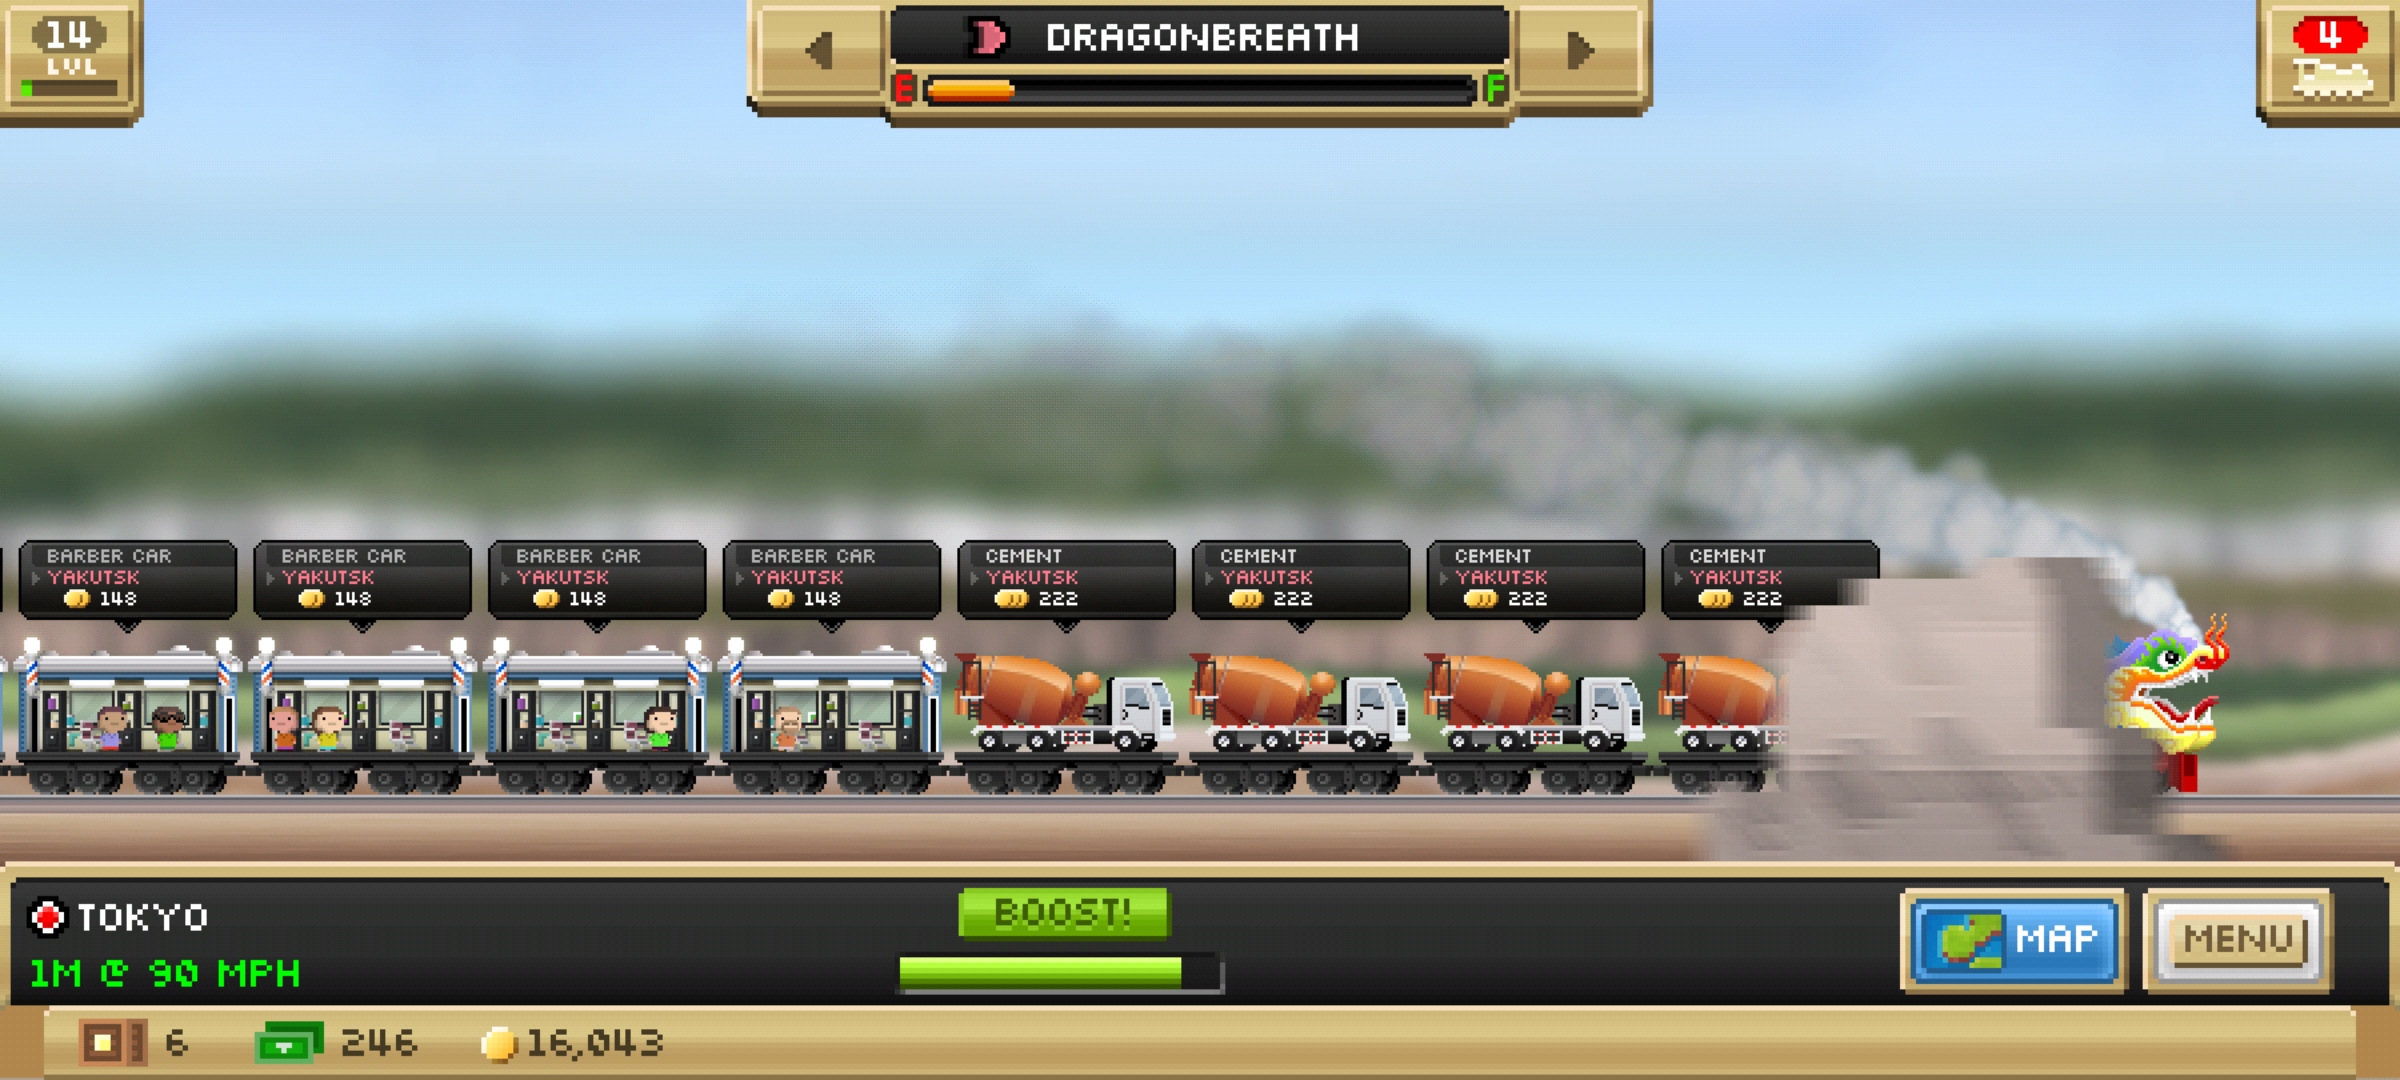 14
LVL
DRAGONBREATH
E F
4
BARBER CAR
YAKUTSK
148
BARBER CAR
YAKUTSK
148
BARBER CAR
YAKUTSK
148
BARBER CAR
YAKUTSK
148
CEMENT
YAKUTSK
222
CEMENT
YAKUTSK
222
CEMENT
YAKUTSK
222
CEMENT
YAKUTSK
222
TOKYO
1M @ 90 MPH
BOOST!
MAP
MENU
6
246
16,043